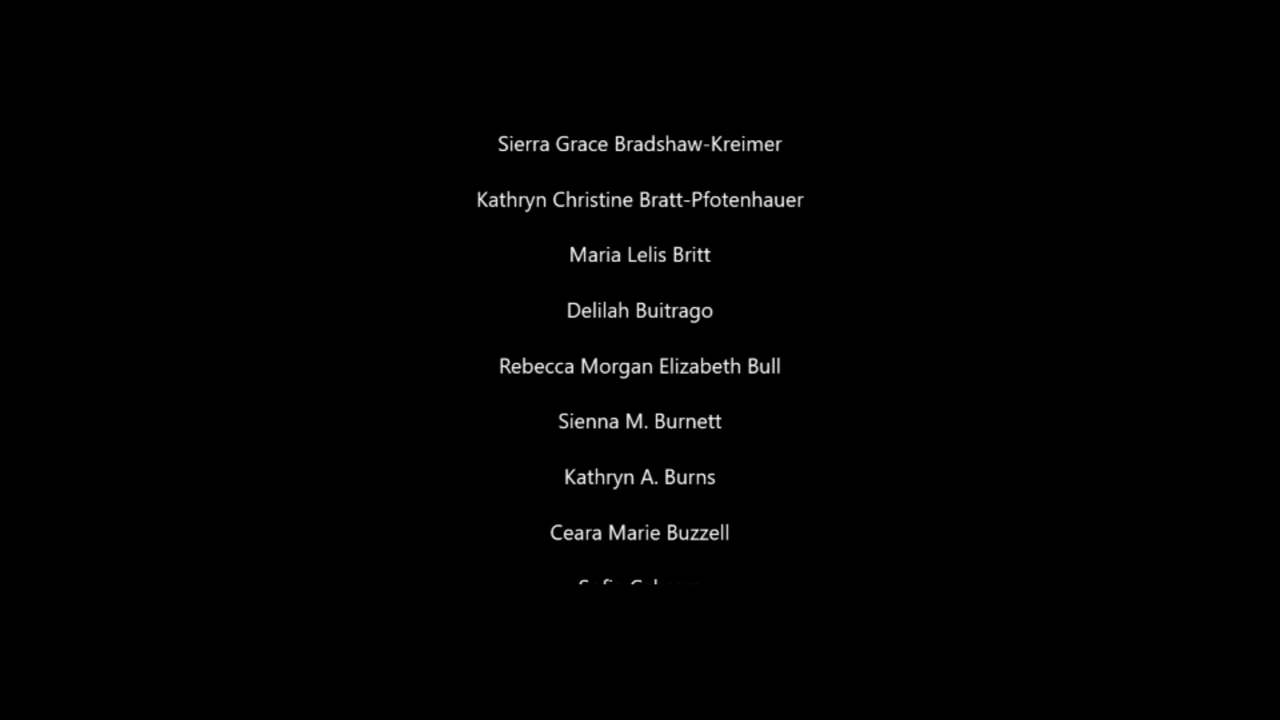 Sierra Grace Bradshaw-Kreimer
Kathryn Christine Bratt-Pfotenhauer
Maria Lelis Britt
Delilah Buitrago
Rebecca Morgan Elizabeth Bull
Sienna M. Burnett
Kathryn A. Burns
Ceara Marie Buzzell